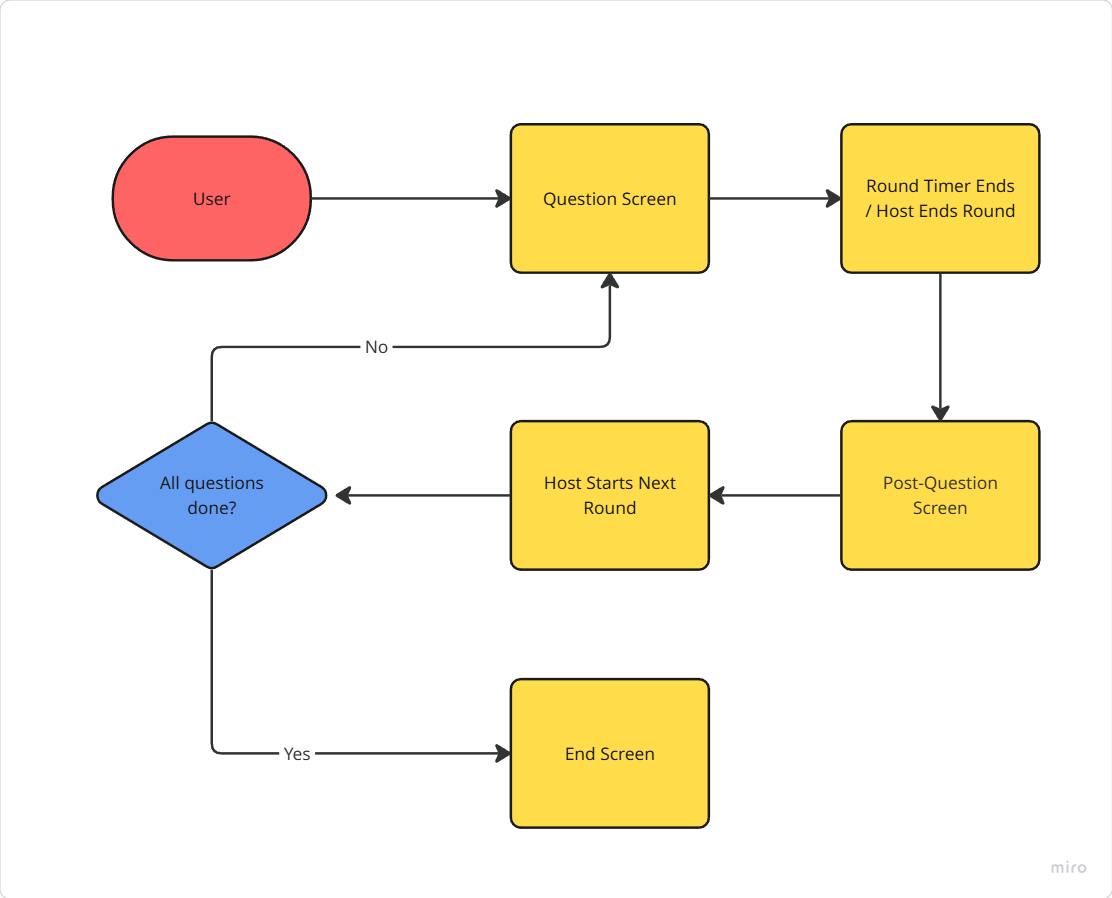 User
Question Screen
Round Timer Ends
/ Host Ends Round
No
All questions
done?
Host Starts Next
Round
Post-Question
Screen
Yes
End Screen
miro